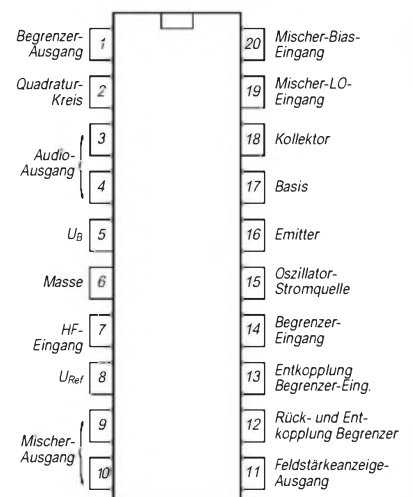 Begrenzer-
Ausgang
1
Quadratur-
Kreis
2
3
Audio-
Ausgang
4
UB
5
Masse
6
HF-
Eingang
7
URef
8
9
Mischer-
Ausgang
10
20
Mischer-Bias-
Eingang
19
Mischer-LO-
Eingang
18
Kollektor
17
Basis
16
Emitter
15
Oszillator-
Stromquelle
14
Begrenzer-
Eingang
13
Entkopplung
Begrenzer-Eing.
12
Rück- und Ent-
kopplung Begrenzer
11
Feldstärkeanzeige-
Ausgang